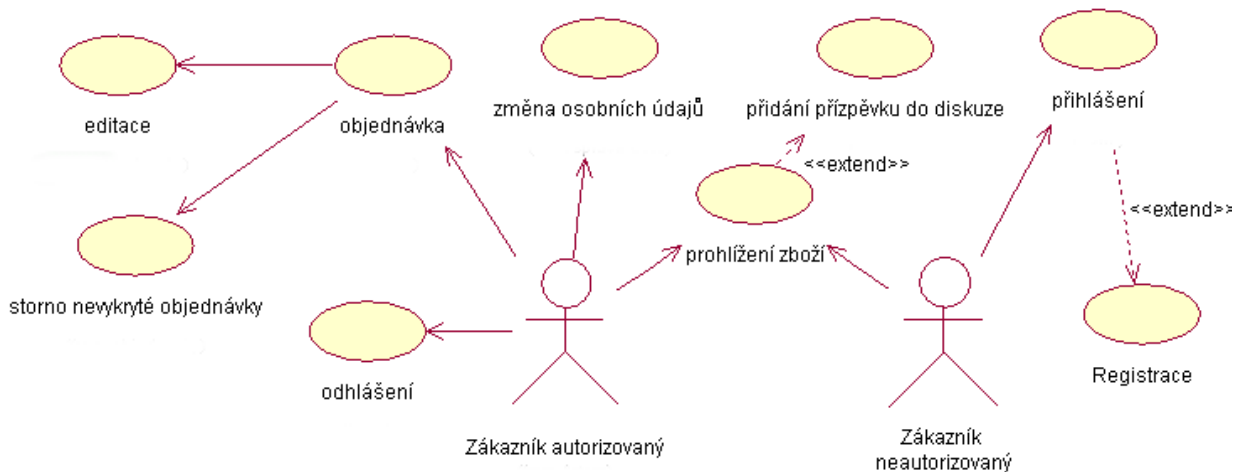 editace
objednávka
změna osobních údajů
přidání přízpěvku do diskuze
přihlášení
<<extend>>
<<extend>>
prohlížení zboží
storno nevykryté objednávky
odhlášení
Registrace
Zákazník autorizovaný
Zákazník
neautorizovaný